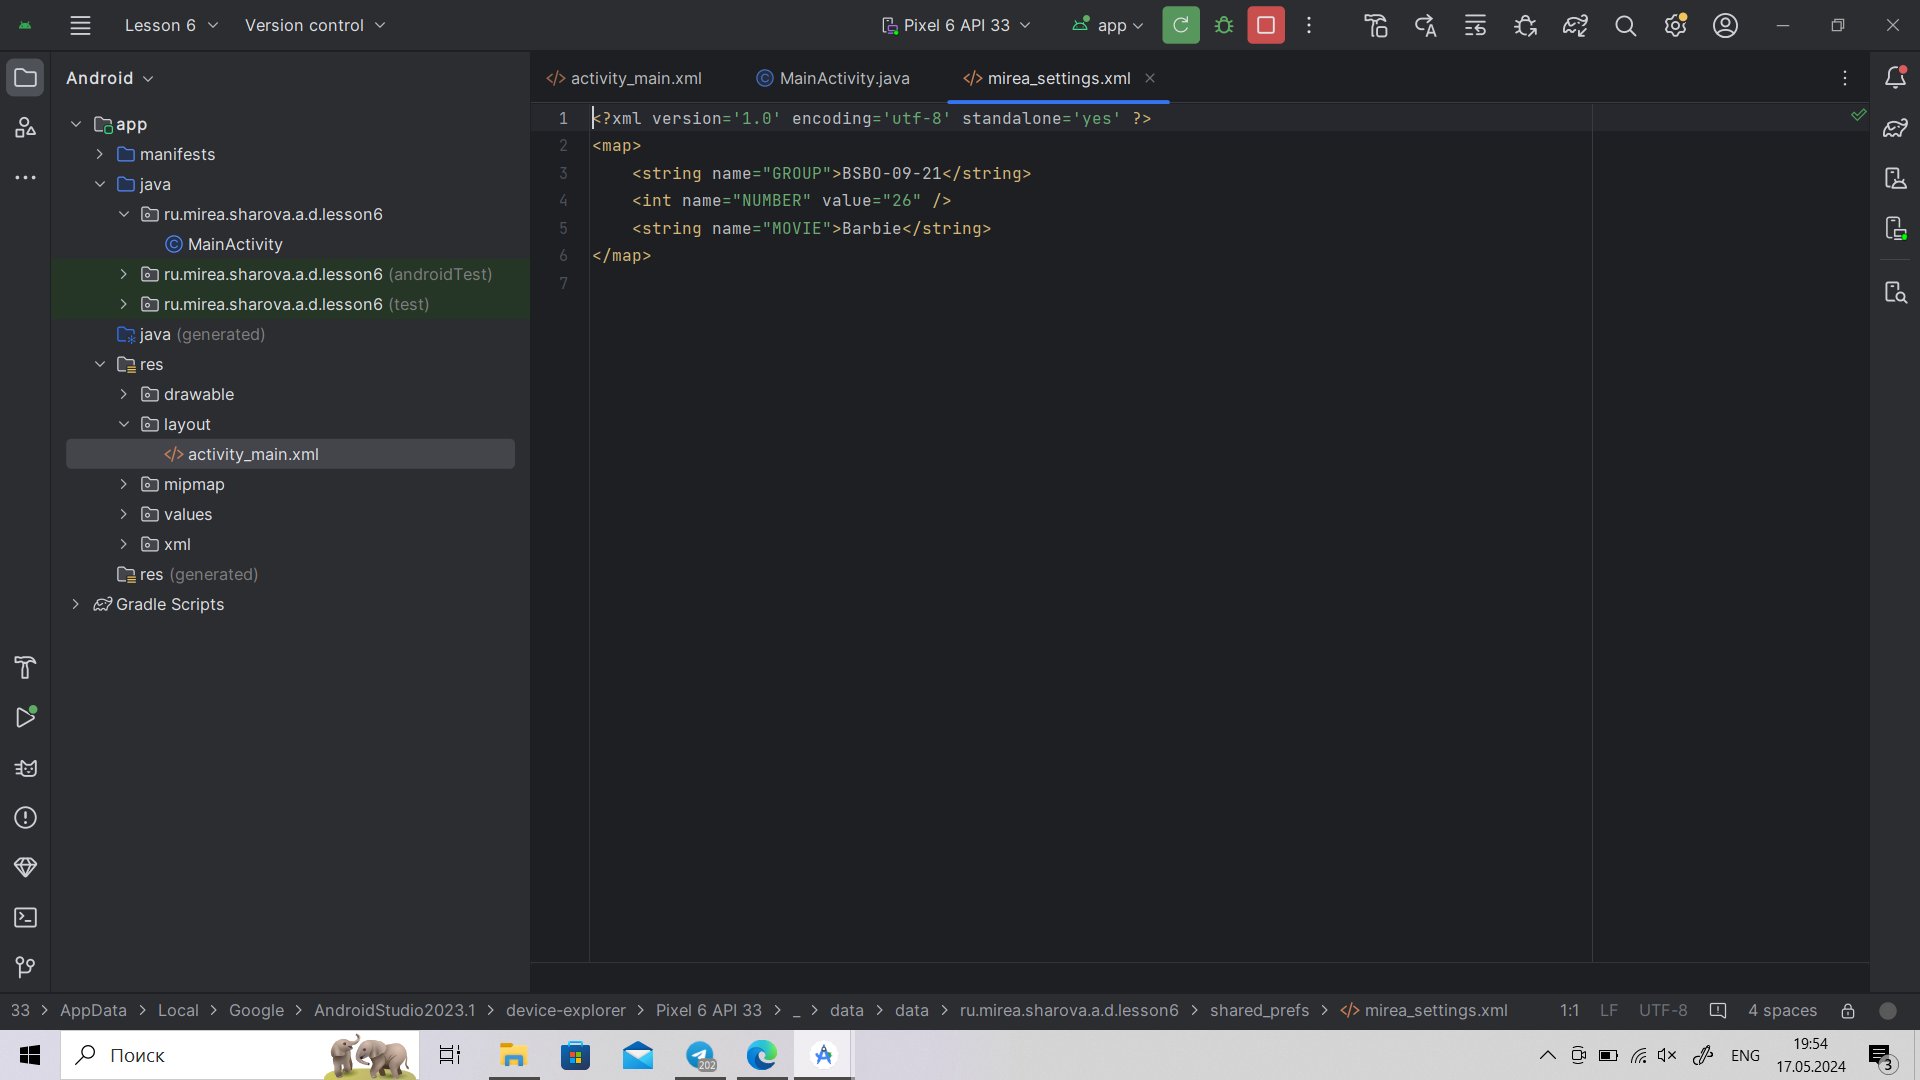 Lesson 6
Version control
Pixel 6 API 33
app
Android
activity_main.xml
MainActivity.java
mirea_settings.xml
app
manifests
java
ru.mirea.sharova.a.d.lesson6
MainActivity
ru.mirea.sharova.a.d.lesson6 (androidTest)
ru.mirea.sharova.a.d.lesson6 (test)
java (generated)
res
drawable
layout
activity_main.xml
mipmap
values
xml
res (generated)
Gradle Scripts
1 <?xml version='1.0' encoding='utf-8' standalone='yes' ?>
2 <map>
3 <string name="GROUP">BSBO-09-21</string>
4 <int name="NUMBER" value="26" />
5 <string name="MOVIE">Barbie</string>
6 </map>
7
33 > AppData > Local > Google > AndroidStudio2023.1 > device-explorer > Pixel 6 API 33 > _ > data > data > ru.mirea.sharova.a.d.lesson6 > shared_prefs > mirea_settings.xml
1:1 LF UTF-8 4 spaces
Поиск
202
ENG
19:54
17.05.2024
3